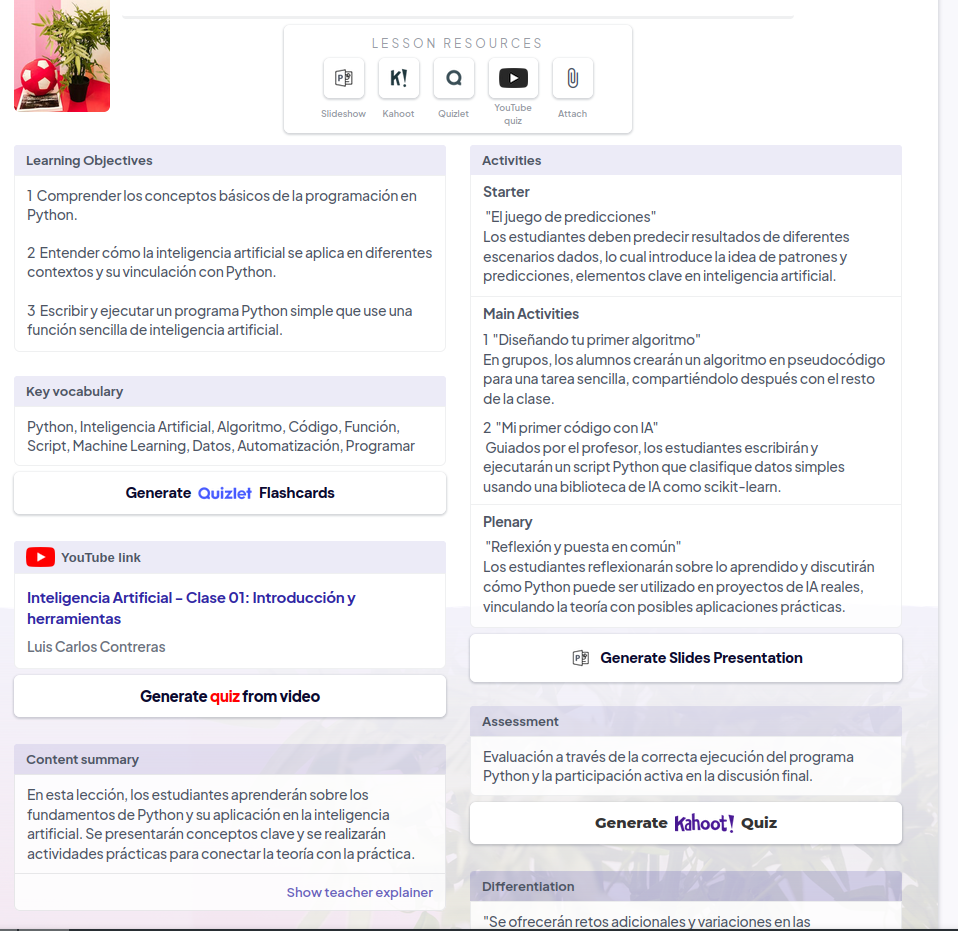 LESSON RESOURCES
K!
Slideshow
Kahoot
Quizlet
YouTube
quiz
Attach
Learning Objectives
1 Comprender los conceptos básicos de la programación en
Python.
2 Entender cómo la inteligencia artificial se aplica en diferentes
contextos y su vinculación con Python.
3 Escribir y ejecutar un programa Python simple que use una
función sencilla de inteligencia artificial.
Key vocabulary
Python, Inteligencia Artificial, Algoritmo, Código, Función,
Script, Machine Learning, Datos, Automatización, Programar
Generate Quizlet Flashcards
YouTube link
Inteligencia Artificial - Clase 01: Introducción y
herramientas
Luis Carlos Contreras
Generate quiz from video
Content summary
En esta lección, los estudiantes aprenderán sobre los
fundamentos de Python y su aplicación en la inteligencia
artificial. Se presentarán conceptos clave y se realizarán
actividades prácticas para conectar la teoría con la práctica.
Show teacher explainer
Activities
Starter
"El juego de predicciones"
Los estudiantes deben predecir resultados de diferentes
escenarios dados, lo cual introduce la idea de patrones y
predicciones, elementos clave en inteligencia artificial.
Main Activities
1 "Diseñando tu primer algoritmo"
En grupos, los alumnos crearán un algoritmo en pseudocódigo
para una tarea sencilla, compartiéndolo después con el resto
de la clase.
2 "Mi primer código con IA"
Guiados por el profesor, los estudiantes escribirán y
ejecutarán un script Python que clasifique datos simples
usando una biblioteca de IA como scikit-learn.
Plenary
"Reflexión y puesta en común"
Los estudiantes reflexionarán sobre lo aprendido y discutirán
cómo Python puede ser utilizado en proyectos de IA reales,
vinculando la teoría con posibles aplicaciones prácticas.
Generate Slides Presentation
Assessment
Evaluación a través de la correcta ejecución del programa
Python y la participación activa en la discusión final.
Generate Kahoot! Quiz
Differentiation
"Se ofrecerán retos adicionales y variaciones en las